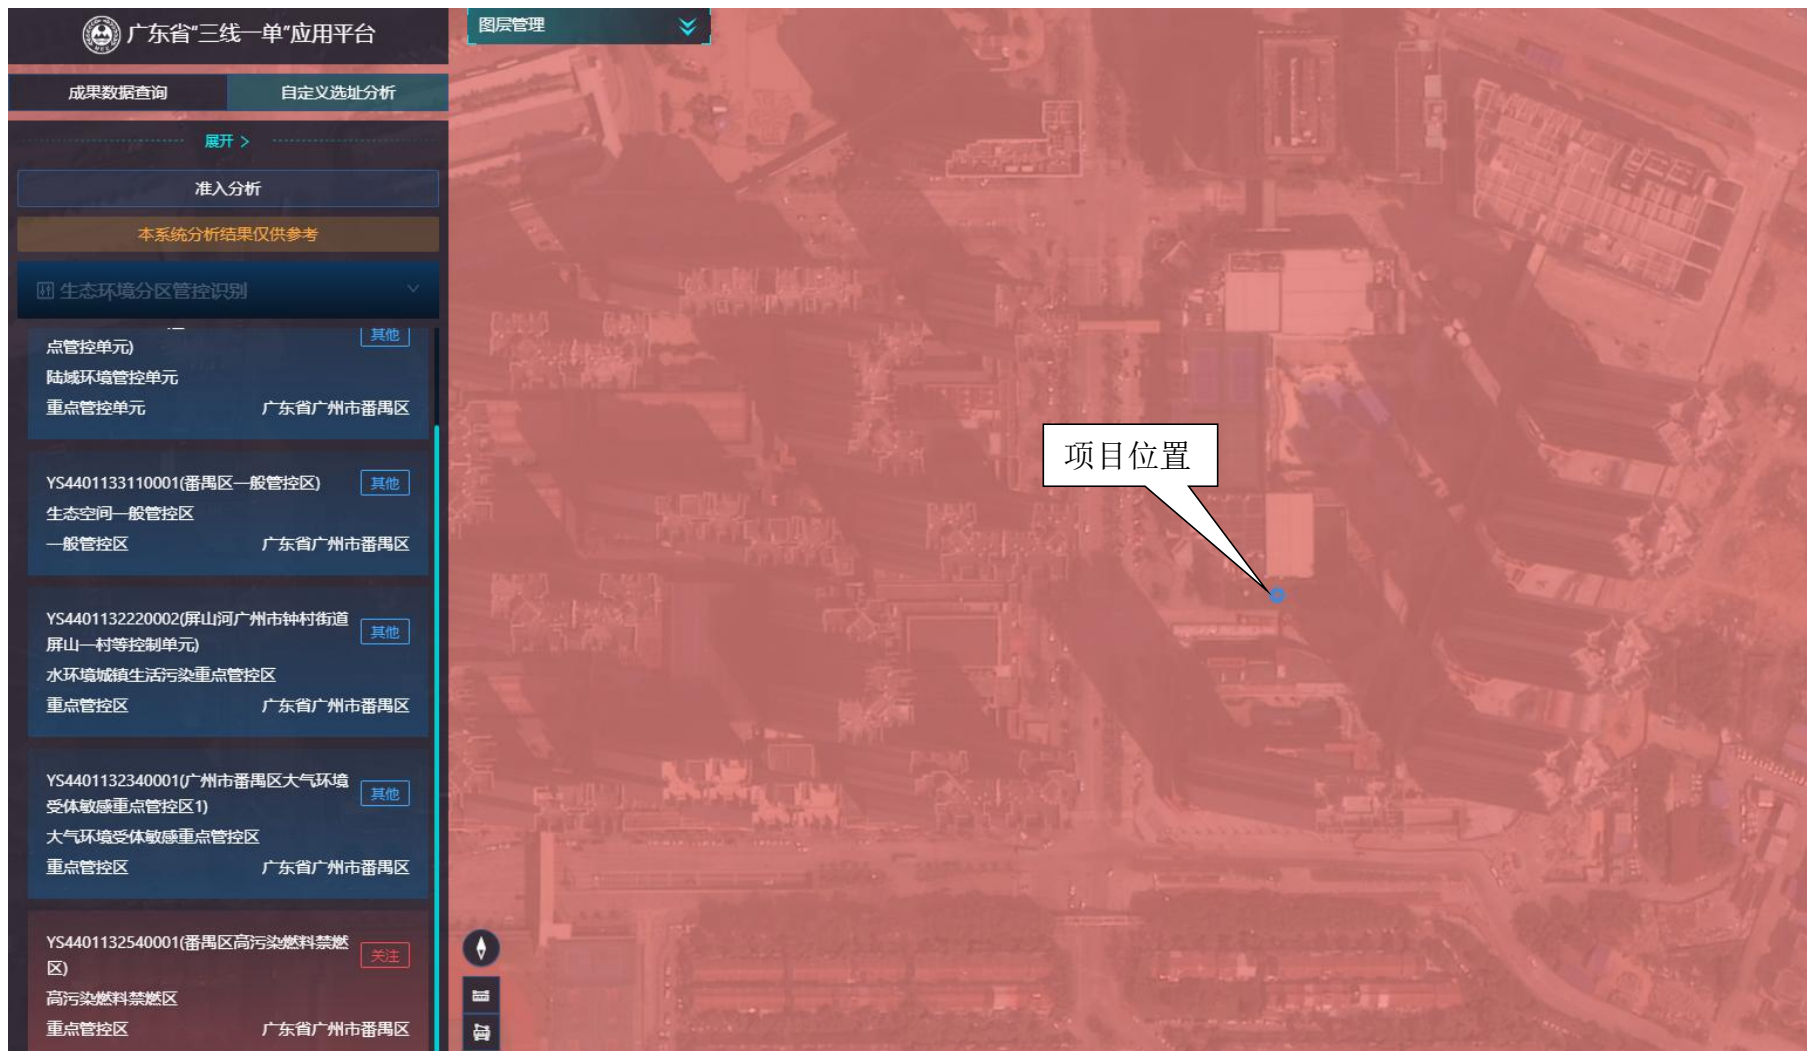 广东省"三线一单"应用平台
图层管理
成果数据查询
自定义选址分析
展开 >
准入分析
本系统分析结果仅供参考
生态环境分区管控识别
点管控单元)
其他
陆域环境管控单元
重点管控单元
广东省广州市番禺区
YS4401133110001(番禺区一般管控区)
其他
生态空间一般管控区
一般管控区
广东省广州市番禺区
YS4401132220002(屏山河广州市钟村街道
屏山一村等控制单元)
其他
水环境城镇生活污染重点管控区
重点管控区
广东省广州市番禺区
YS4401132340001(广州市番禺区大气环境
受体敏感重点管控区1)
其他
大气环境受体敏感重点管控区
重点管控区
广东省广州市番禺区
YS4401132540001(番禺区高污染燃料禁燃
区)
关注
高污染燃料禁燃区
重点管控区
广东省广州市番禺区
项目位置